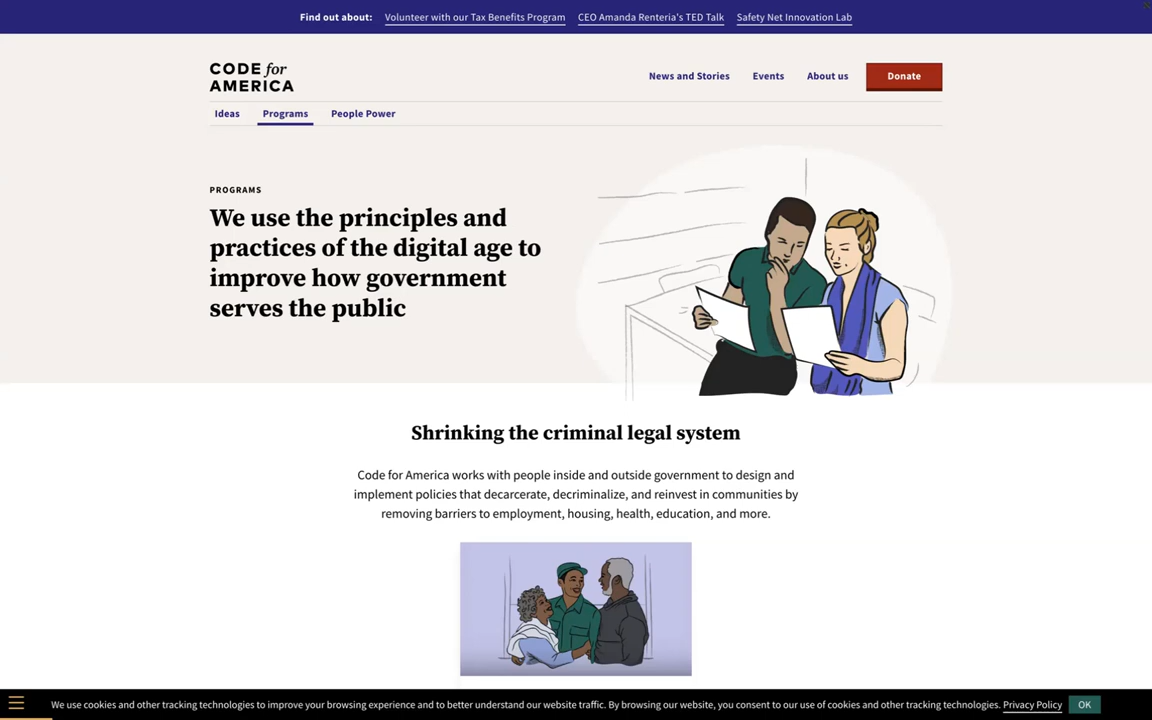 Find out about: Volunteer with our Tax Benefits Program CEO Amanda Renteria's TED Talk Safety Net Innovation Lab
CODE for
AMERICA
News and Stories Events About us Donate
Ideas Programs People Power
PROGRAMS
We use the principles and
practices of the digital age to
improve how government
serves the public
Shrinking the criminal legal system
Code for America works with people inside and outside government to design and
implement policies that decarcerate, decriminalize, and reinvest in communities by
removing barriers to employment, housing, health, education, and more.
We use cookies and other tracking technologies to improve your browsing experience and to better understand our website traffic. By browsing our website, you consent to our use of cookies and other tracking technologies. Privacy Policy OK